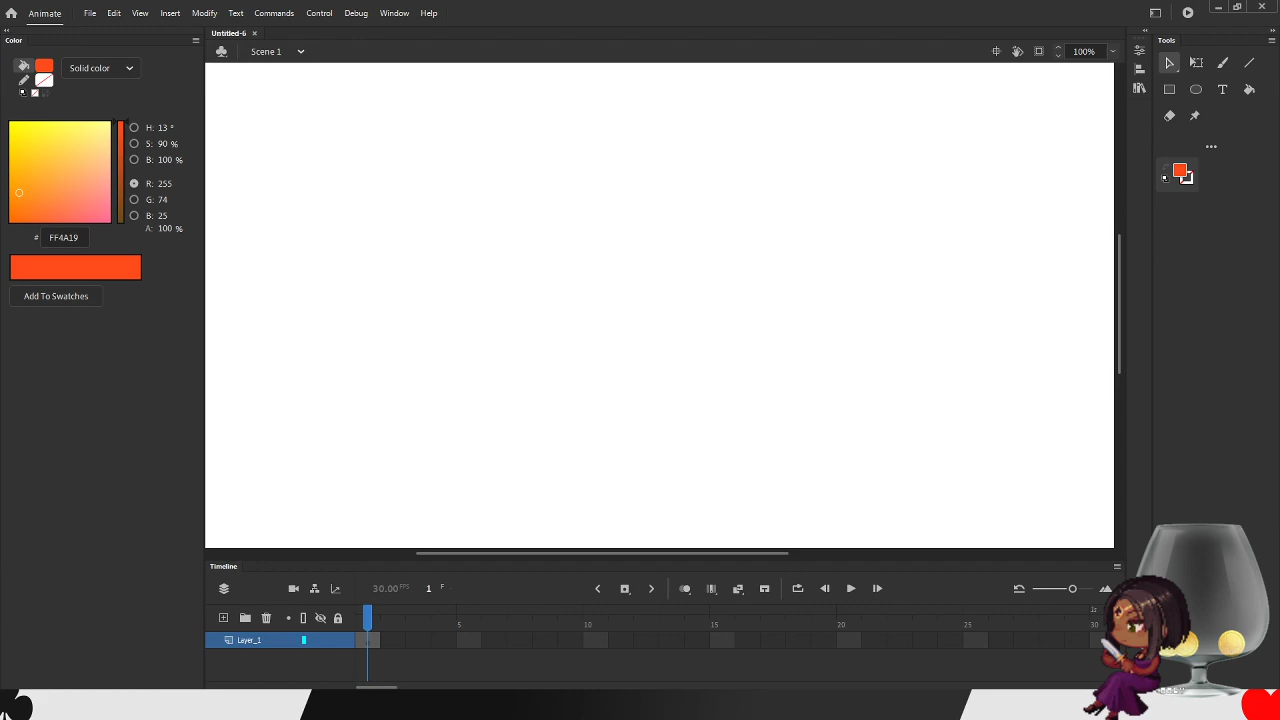 Animate File Edit View Insert Modify Text Commands Control Debug Window Help
Color
Untitled-6
Tools
Scene 1
100%
Solid color
H: 13 °
S: 90 %
B: 100 %
R: 255
G: 74
B: 25
A: 100 %
# FF4A19
Add To Swatches
Timeline
30.00 FPS 1 F
1s
5 10 15 20 25 30
Layer_1